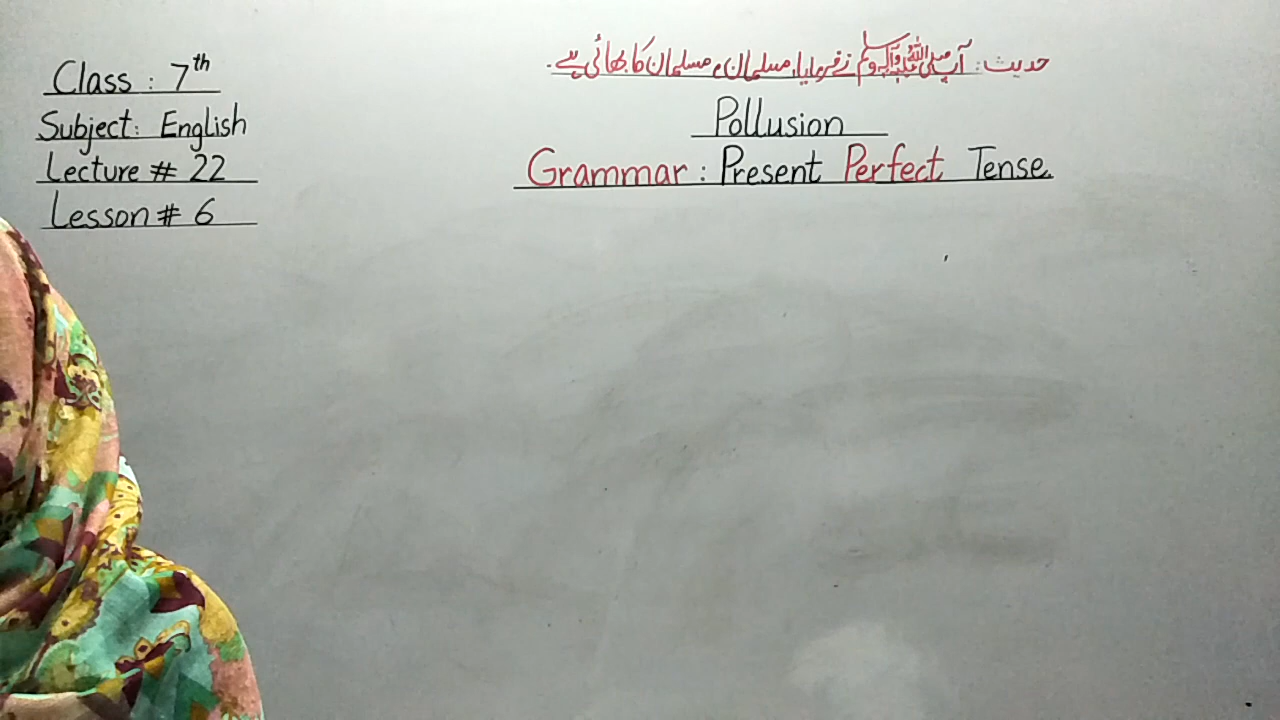 Class : 7th
Subject: English
Lecture # 22
Lesson # 6
حدیث: آپ صلی اللہ علیہ وسلم نے فرمایا، مسلمان، مسلمان کا بھائی ہے۔
Pollusion
Grammar : Present Perfect Tense.